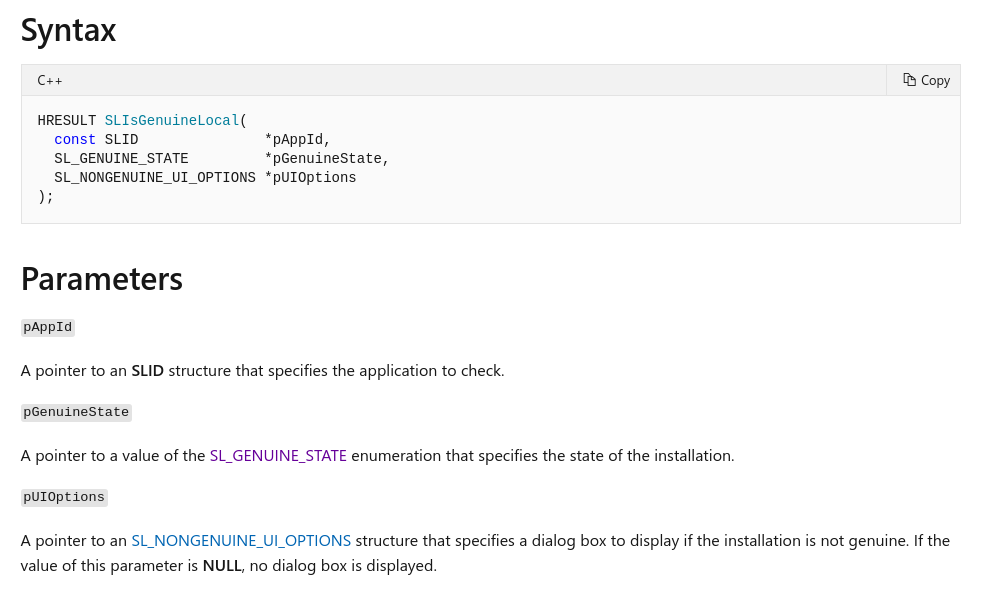 Syntax
C++
Copy
HRESULT SLIsGenuineLocal(
  const SLID               *pAppId,
  SL_GENUINE_STATE         *pGenuineState,
  SL_NONGENUINE_UI_OPTIONS *pUIOptions
);
Parameters
pAppId
A pointer to an SLID structure that specifies the application to check.
pGenuineState
A pointer to a value of the SL_GENUINE_STATE enumeration that specifies the state of the installation.
pUIOptions
A pointer to an SL_NONGENUINE_UI_OPTIONS structure that specifies a dialog box to display if the installation is not genuine. If the
value of this parameter is NULL, no dialog box is displayed.